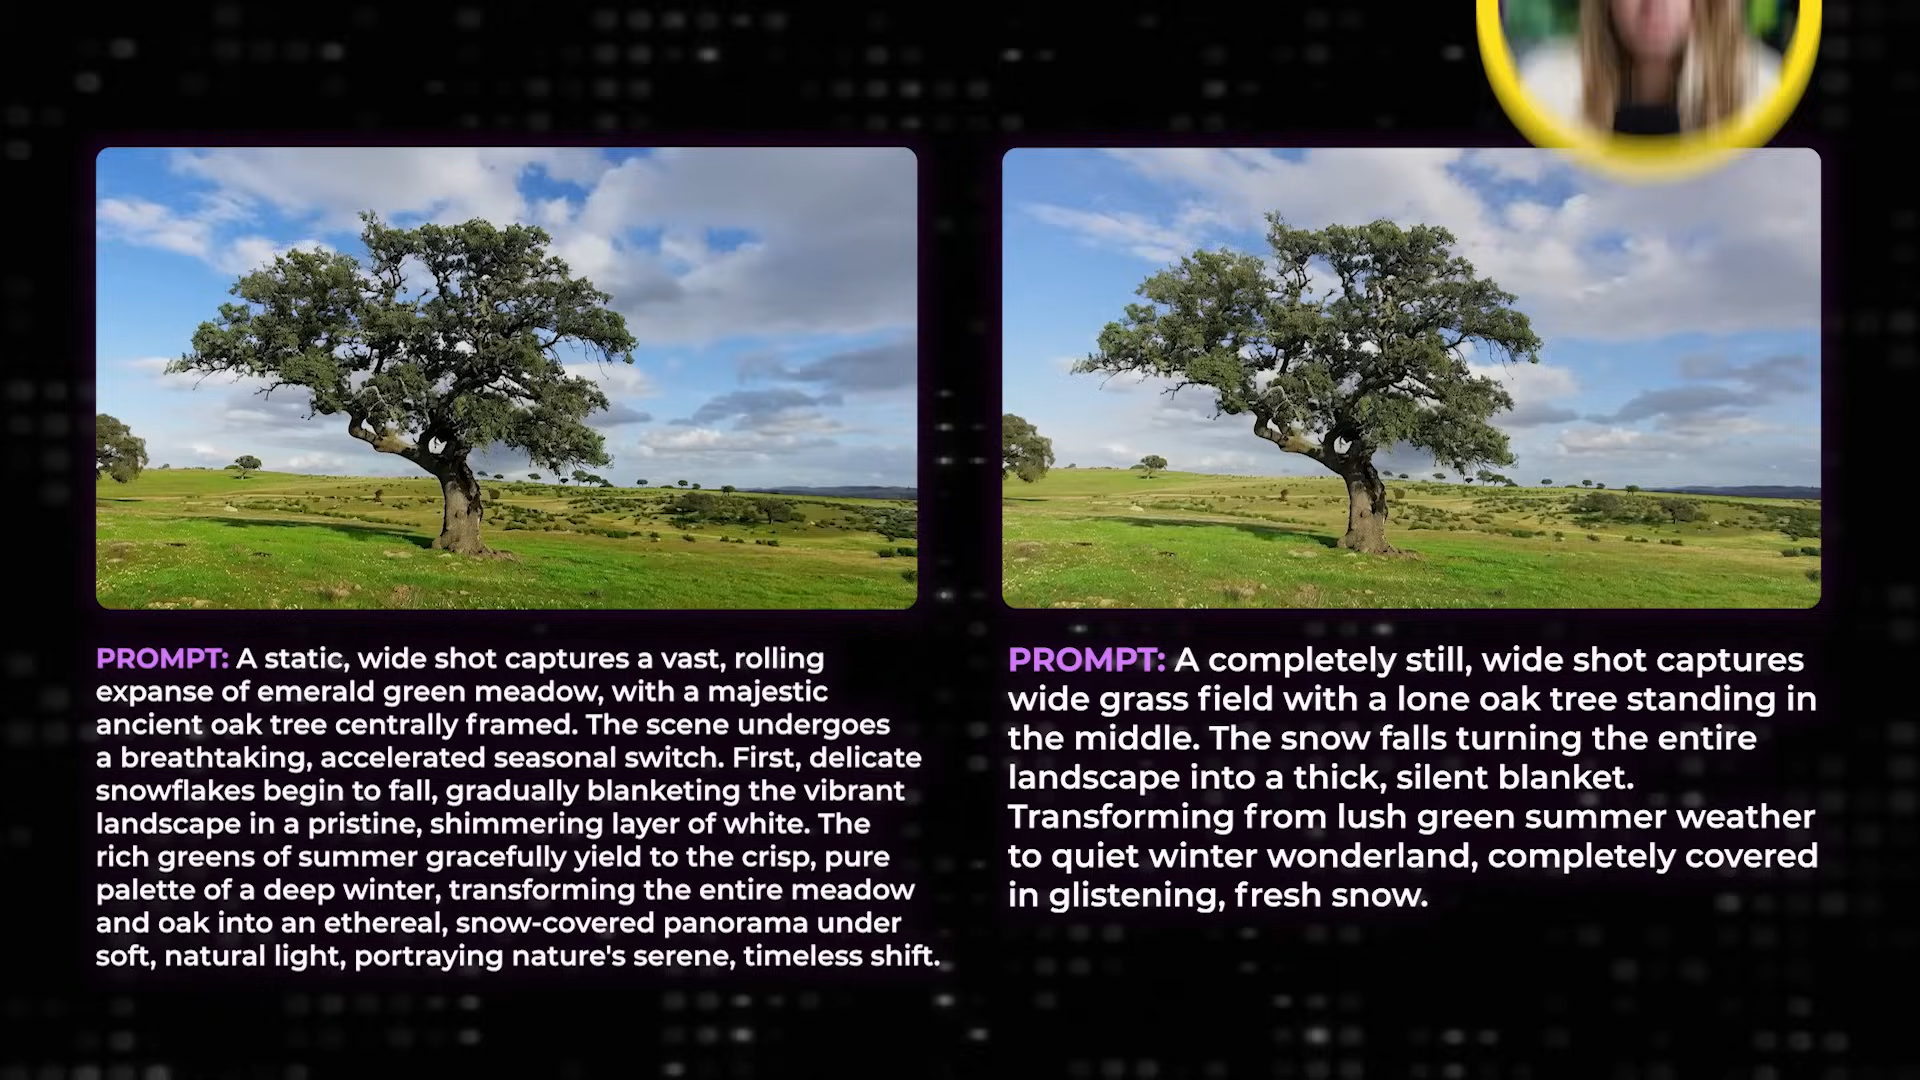 PROMPT: A static, wide shot captures a vast, rolling
expanse of emerald green meadow, with a majestic
ancient oak tree centrally framed. The scene undergoes
a breathtaking, accelerated seasonal switch. First, delicate
snowflakes begin to fall, gradually blanketing the vibrant
landscape in a pristine, shimmering layer of white. The
rich greens of summer gracefully yield to the crisp, pure
palette of a deep winter, transforming the entire meadow
and oak into an ethereal, snow-covered panorama under
soft, natural light, portraying nature's serene, timeless shift.
PROMPT: A completely still, wide shot captures
wide grass field with a lone oak tree standing in
the middle. The snow falls turning the entire
landscape into a thick, silent blanket.
Transforming from lush green summer weather
to quiet winter wonderland, completely covered
in glistening, fresh snow.